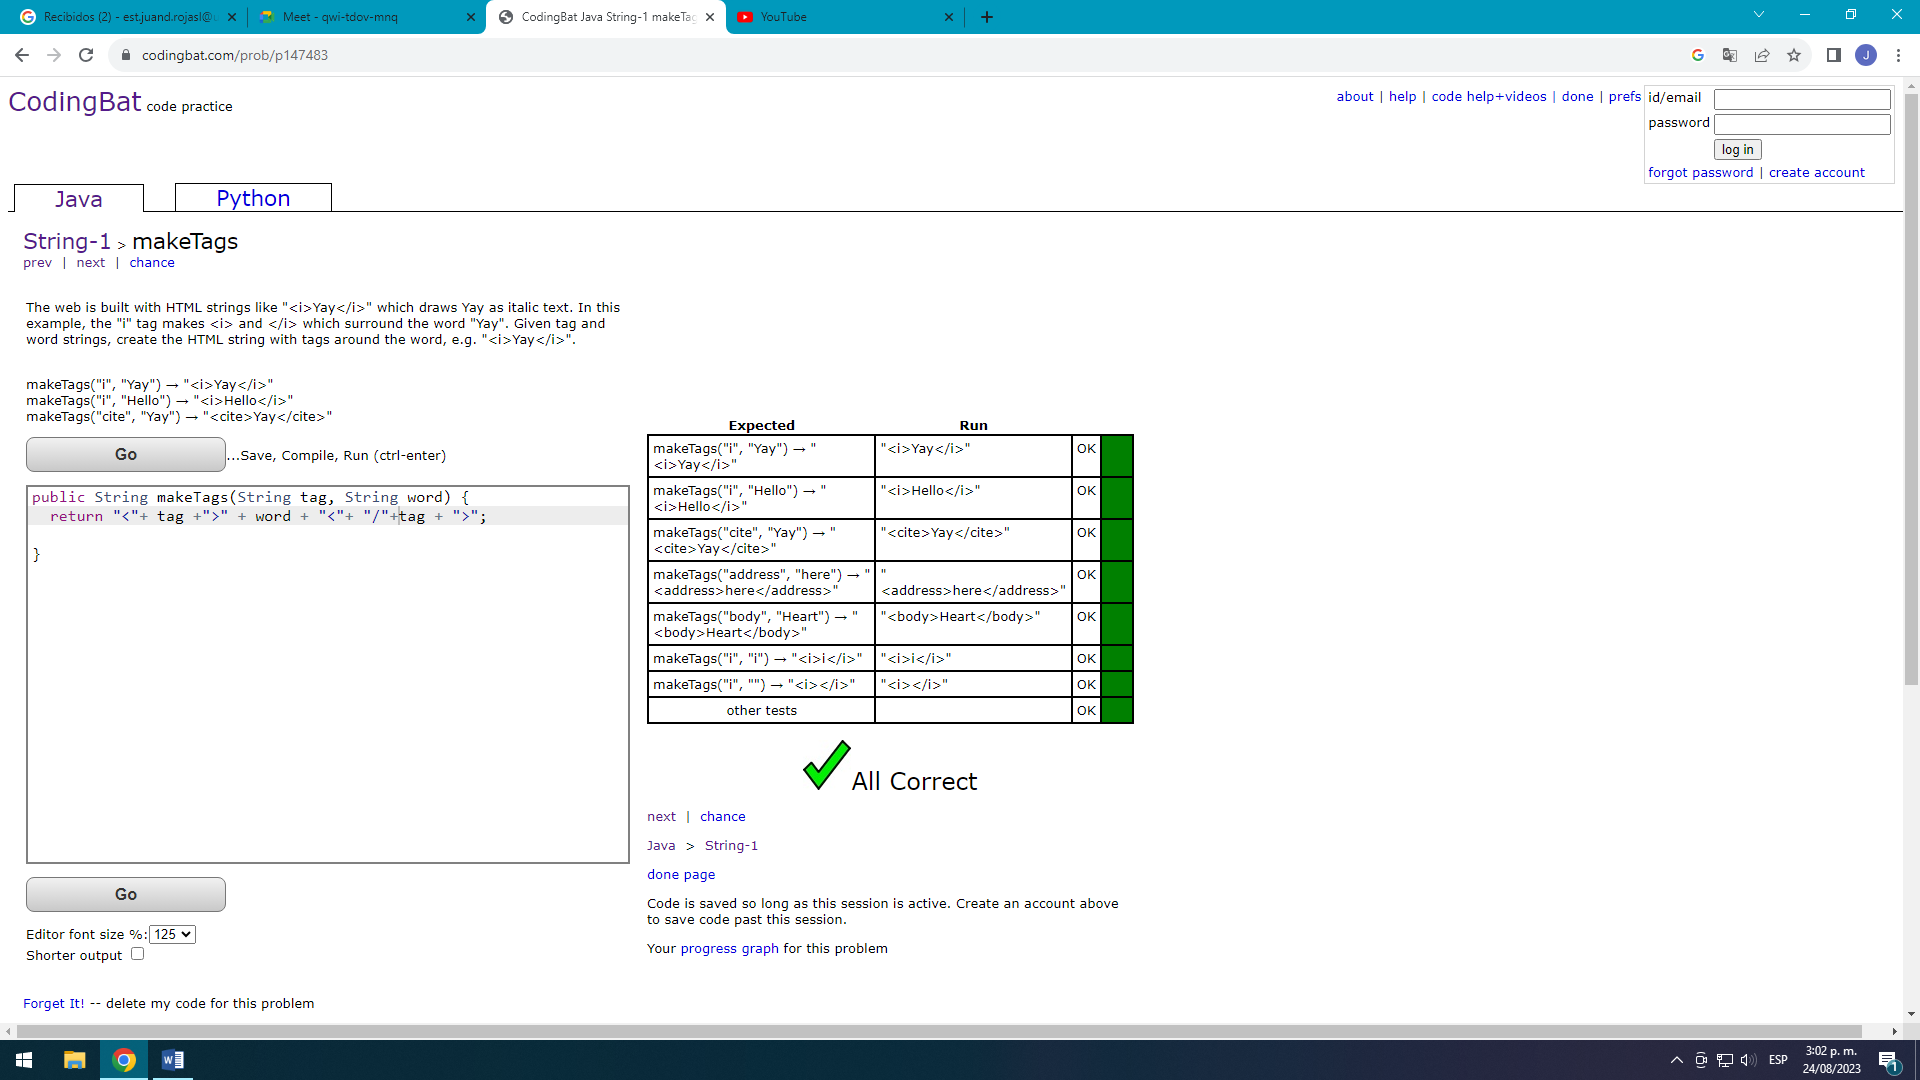 Recibidos (2) - est.juand.rojasl@u
Meet - qwi-tdov-mnq
CodingBat Java String-1 makeTag
YouTube
codingbat.com/prob/p147483
J
CodingBat code practice
about | help | code help+videos | done | prefs
id/email
password
log in
forgot password | create account
Java
Python
String-1 > makeTags
prev | next | chance
The web is built with HTML strings like "<i>Yay</i>" which draws Yay as italic text. In this
example, the "i" tag makes <i> and </i> which surround the word "Yay". Given tag and
word strings, create the HTML string with tags around the word, e.g. "<i>Yay</i>".
makeTags("i", "Yay") → "<i>Yay</i>"
makeTags("i", "Hello") → "<i>Hello</i>"
makeTags("cite", "Yay") → "<cite>Yay</cite>"
Go
...Save, Compile, Run (ctrl-enter)
public String makeTags(String tag, String word) {
return "<"+ tag +">" + word + "<"+ "/"+tag + ">";
}
Go
Editor font size %: 125
Shorter output
Forget It! -- delete my code for this problem
Expected Run
makeTags("i", "Yay") → "
<i>Yay</i>"
"<i>Yay</i>"
OK
makeTags("i", "Hello") → "
<i>Hello</i>"
"<i>Hello</i>"
OK
makeTags("cite", "Yay") → "
<cite>Yay</cite>"
"<cite>Yay</cite>"
OK
makeTags("address", "here") → "
<address>here</address>"
"
<address>here</address>"
OK
makeTags("body", "Heart") → "
<body>Heart</body>"
"<body>Heart</body>"
OK
makeTags("i", "i") → "<i>i</i>"
"<i>i</i>"
OK
makeTags("i", "") → "<i></i>"
"<i></i>"
OK
other tests
OK
All Correct
next | chance
Java > String-1
done page
Code is saved so long as this session is active. Create an account above
to save code past this session.
Your progress graph for this problem
ESP
3:02 p. m.
24/08/2023
1